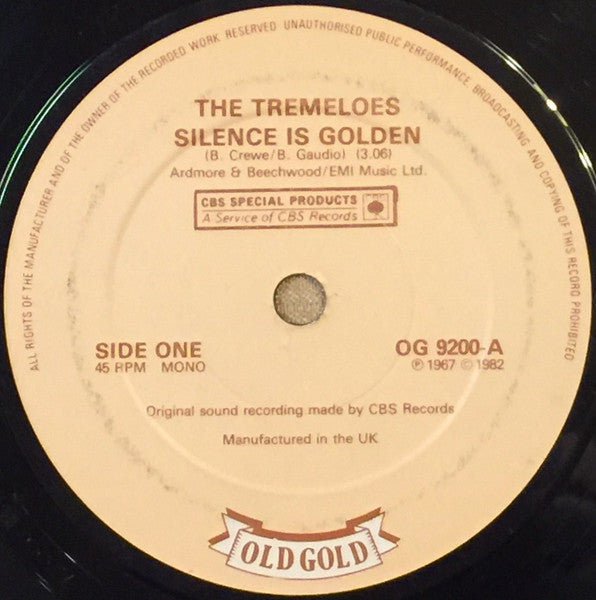 ALL RIGHTS OF THE MANUFACTURER AND OF THE OWNER OF THE RECORDED WORK RESERVED UNAUTHORISED PUBLIC PERFORMANCE BROADCASTING AND COPYING OF THIS RECORD PROHIBITED
THE TREMELOES
SILENCE IS GOLDEN
(B. Crewe/B. Gaudio) (3.06)
Ardmore & Beechwood/EMI Music Ltd.
CBS SPECIAL PRODUCTS
A Service of CBS Records
SIDE ONE
45 RPM MONO
OG 9200-A
℗ 1967 © 1982
Original sound recording made by CBS Records
Manufactured in the UK
OLD GOLD